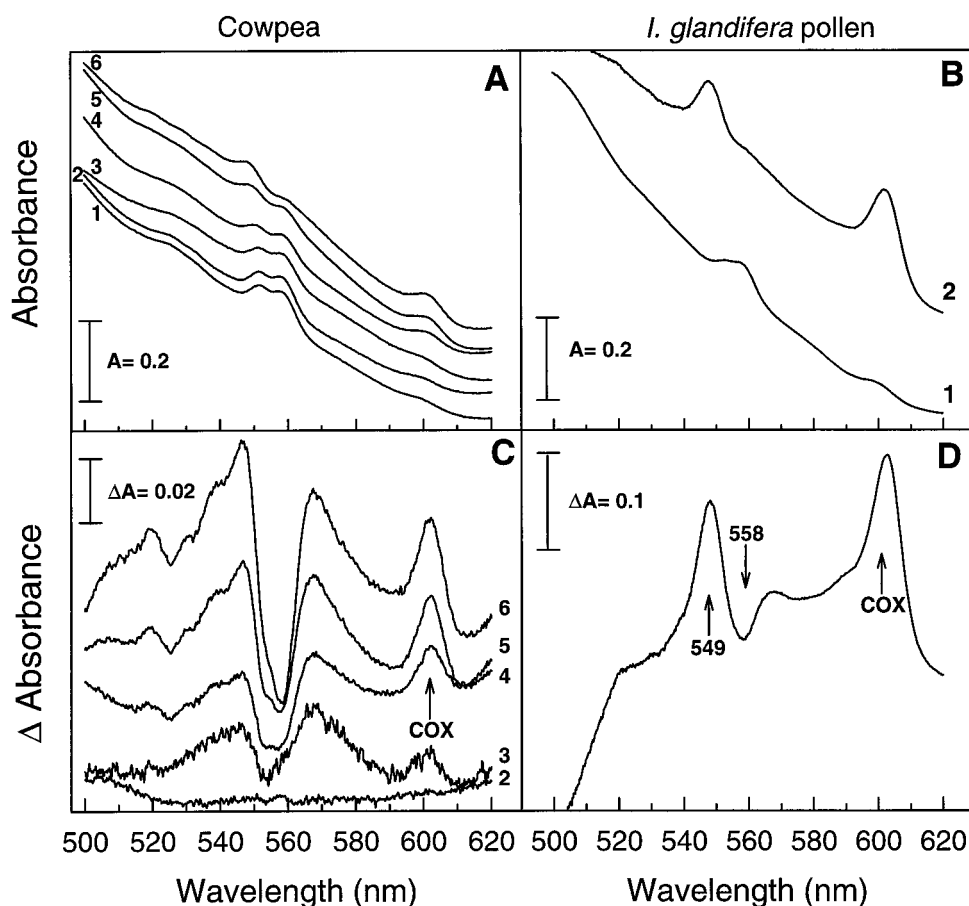 Cowpea
I. glandifera pollen
A
6
5
4
3
2
1
A= 0.2
Absorbance
B
2
1
A= 0.2
C
ΔA= 0.02
6
5
4
COX
3
2
Δ Absorbance
500 520 540 560 580 600 620
Wavelength (nm)
D
ΔA= 0.1
558
549
COX
500 520 540 560 580 600 620
Wavelength (nm)